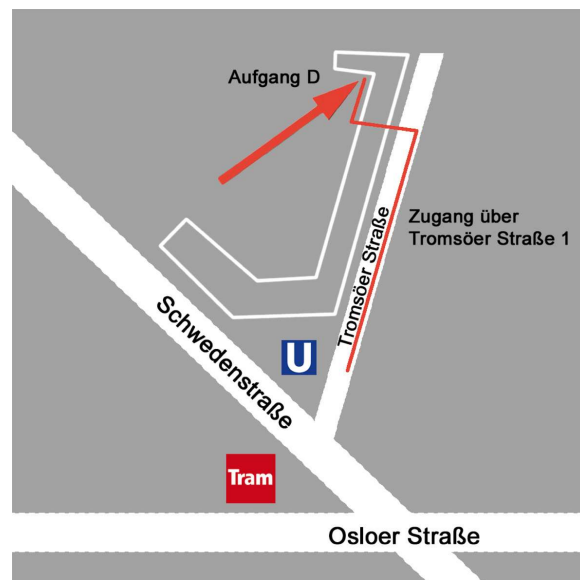 Aufgang D
Zugang über
Tromsöer Straße 1
Tromsöer Straße
Schwedenstraße
U
Tram
Osloer Straße